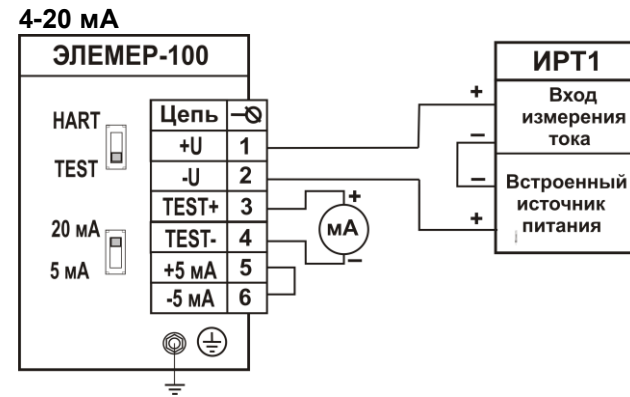 4-20 мА
ЭЛЕМЕР-100
HART
TEST
20 мА
5 мА
Цепь
+U 1
-U 2
TEST+ 3
TEST- 4
+5 мА 5
-5 мА 6
+
мА
−
ИРТ1
+
Вход
измерения
тока
−
−
Встроенный
источник
питания
+